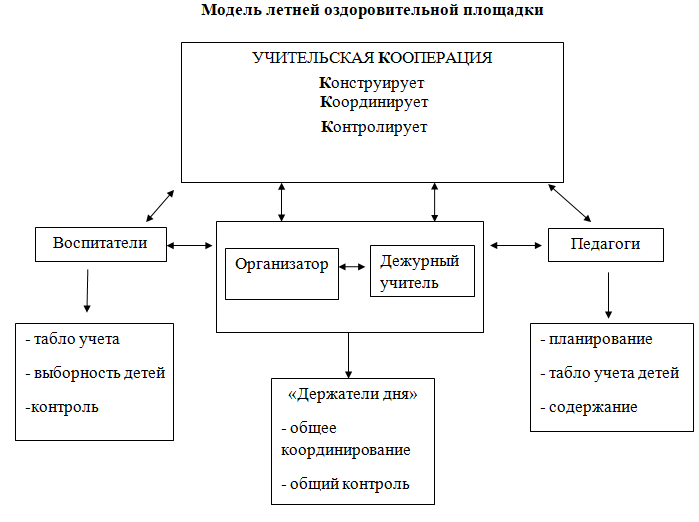 Модель летней оздоровительной площадки
УЧИТЕЛЬСКАЯ КООПЕРАЦИЯ
Конструирует
Координирует
Контролирует
Воспитатели
Организатор
Дежурный
учитель
Педагоги
- табло учета
- выборность детей
-контроль
«Держатели дня»
- общее
координирование
- общий контроль
- планирование
- табло учета детей
- содержание